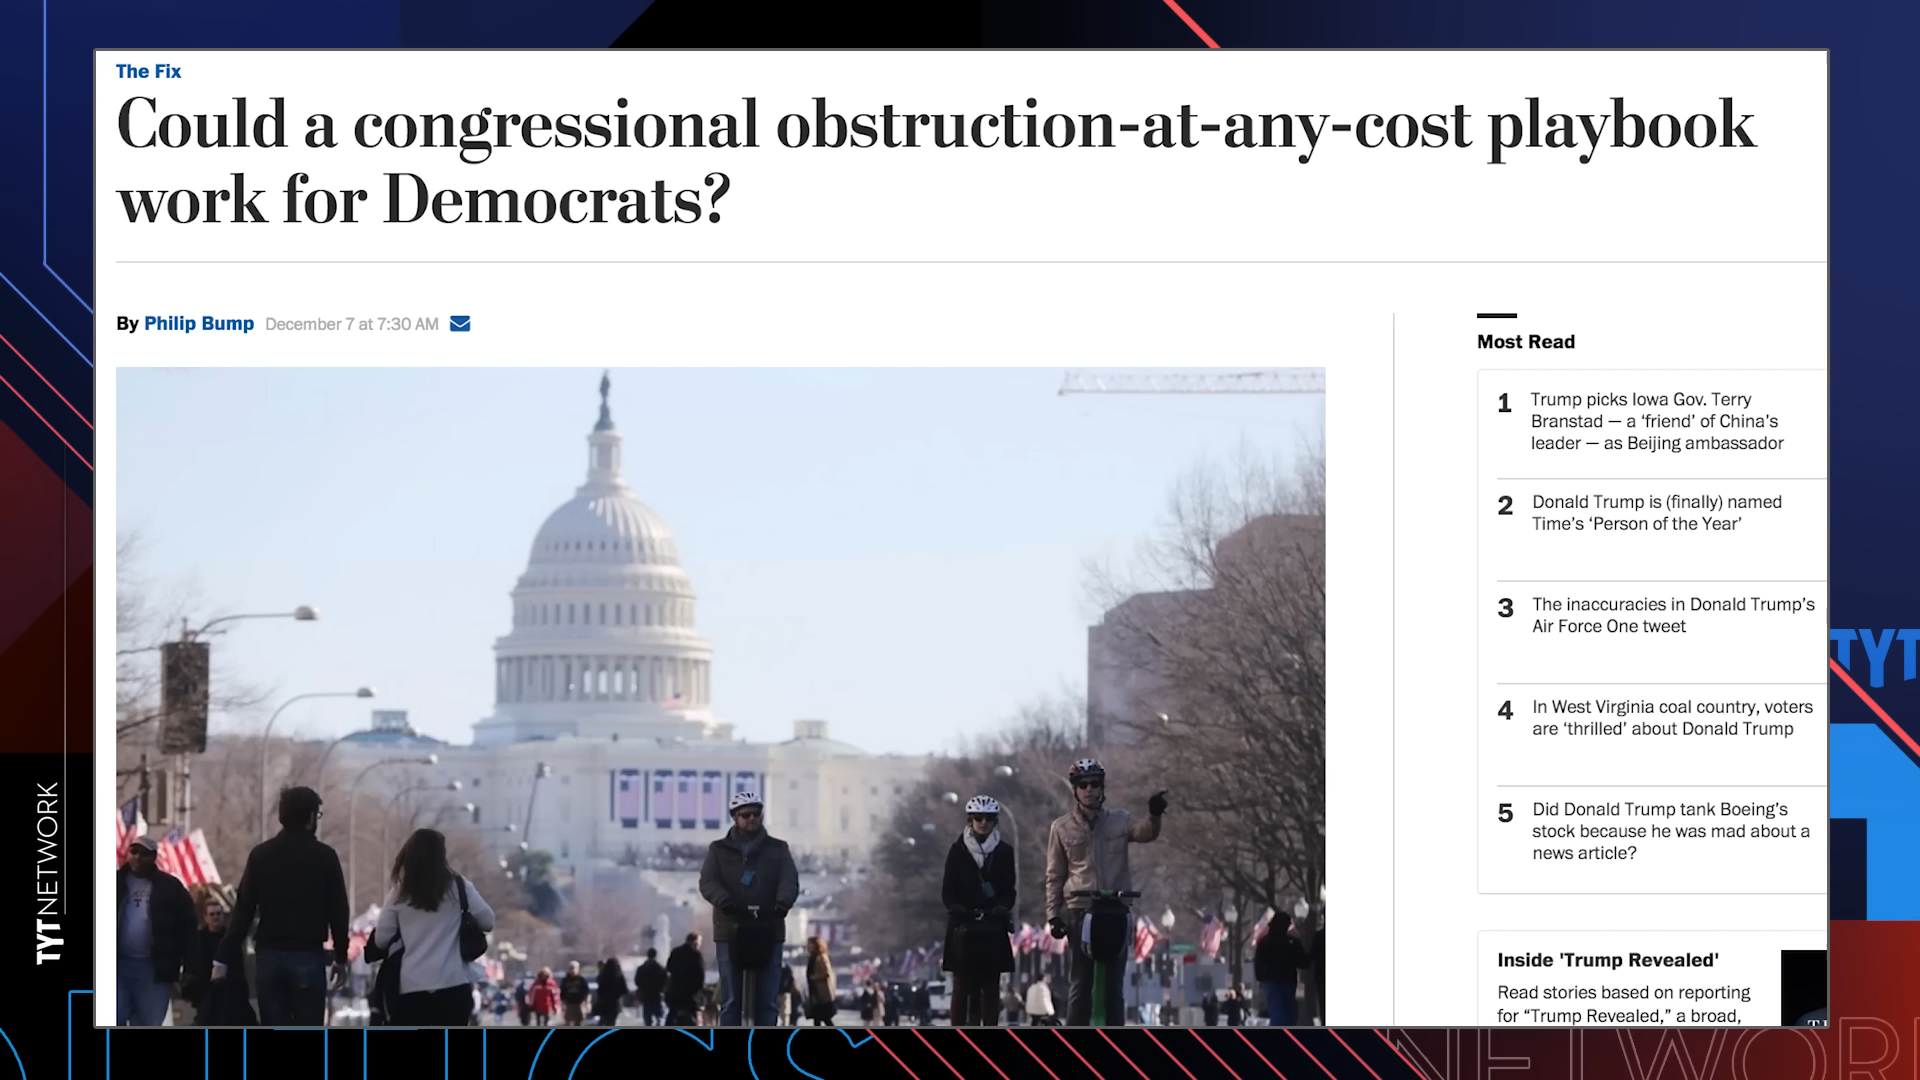 The Fix
Could a congressional obstruction-at-any-cost playbook
work for Democrats?
By Philip Bump December 7 at 7:30 AM
Most Read
1 Trump picks Iowa Gov. Terry
Branstad — a ‘friend’ of China’s
leader — as Beijing ambassador
2 Donald Trump is (finally) named
Time’s ‘Person of the Year’
3 The inaccuracies in Donald Trump’s
Air Force One tweet
4 In West Virginia coal country, voters
are ‘thrilled’ about Donald Trump
5 Did Donald Trump tank Boeing’s
stock because he was mad about a
news article?
Inside 'Trump Revealed'
Read stories based on reporting
for “Trump Revealed,” a broad,
TYT NETWORK
TYT
NETWOR